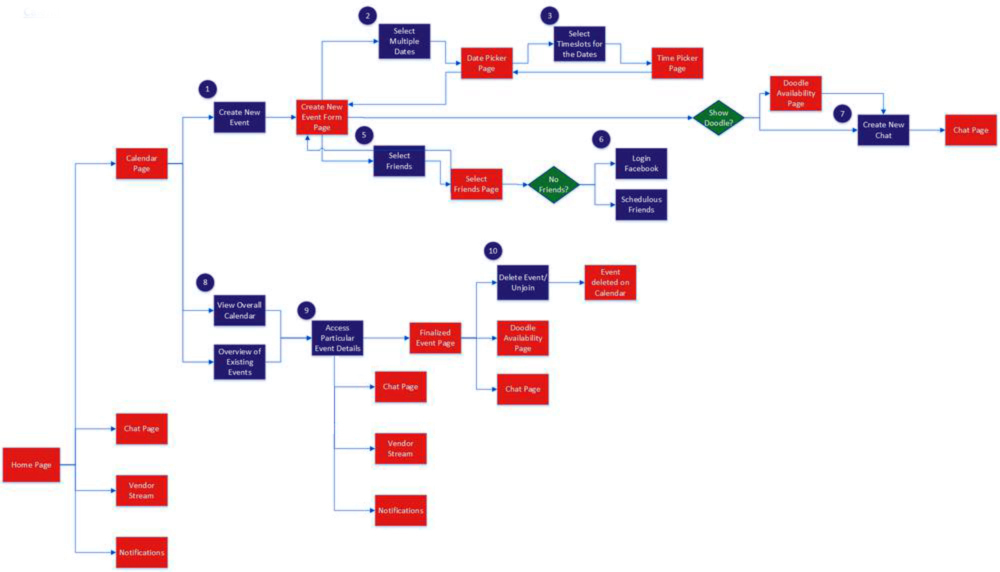 2
Select
Multiple
Dates
3
Select
Timeslots for
the Dates
Date Picker
Page
Time Picker
Page
1
Create New
Event
Create New
Event Form
Page
Show
Doodle?
Doodle
Availability
Page
7
Create New
Chat
Chat Page
5
Select
Friends
Calendar
Page
Select
Friends Page
No
Friends?
6
Login
Facebook
Schedulous
Friends
8
View Overall
Calendar
Overview of
Existing
Events
9
Access
Particular
Event Details
Finalized
Event Page
10
Delete Event/
Unjoin
Event
deleted on
Calendar
Doodle
Availability
Page
Chat Page
Chat Page
Vendor
Stream
Notifications
Home Page
Chat Page
Vendor
Stream
Notifications